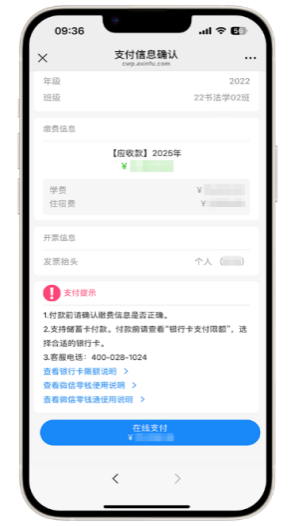 09:36
支付信息确认
cwp.axinfu.com
年级 2022
班级 22书法学02班
缴费信息
【应收款】2025年
¥
学费 ¥
住宿费 ¥
开票信息
发票抬头 个人（ ）
支付提示
1.付款前请确认缴费信息是否正确。
2.支持储蓄卡付款。付款前请查看“银行卡支付限额”，选
择合适的银行卡。
3.客服电话：400-028-1024
查看银行卡限额说明 >
查看微信零钱使用说明 >
查看微信零钱通使用说明 >
在线支付
¥